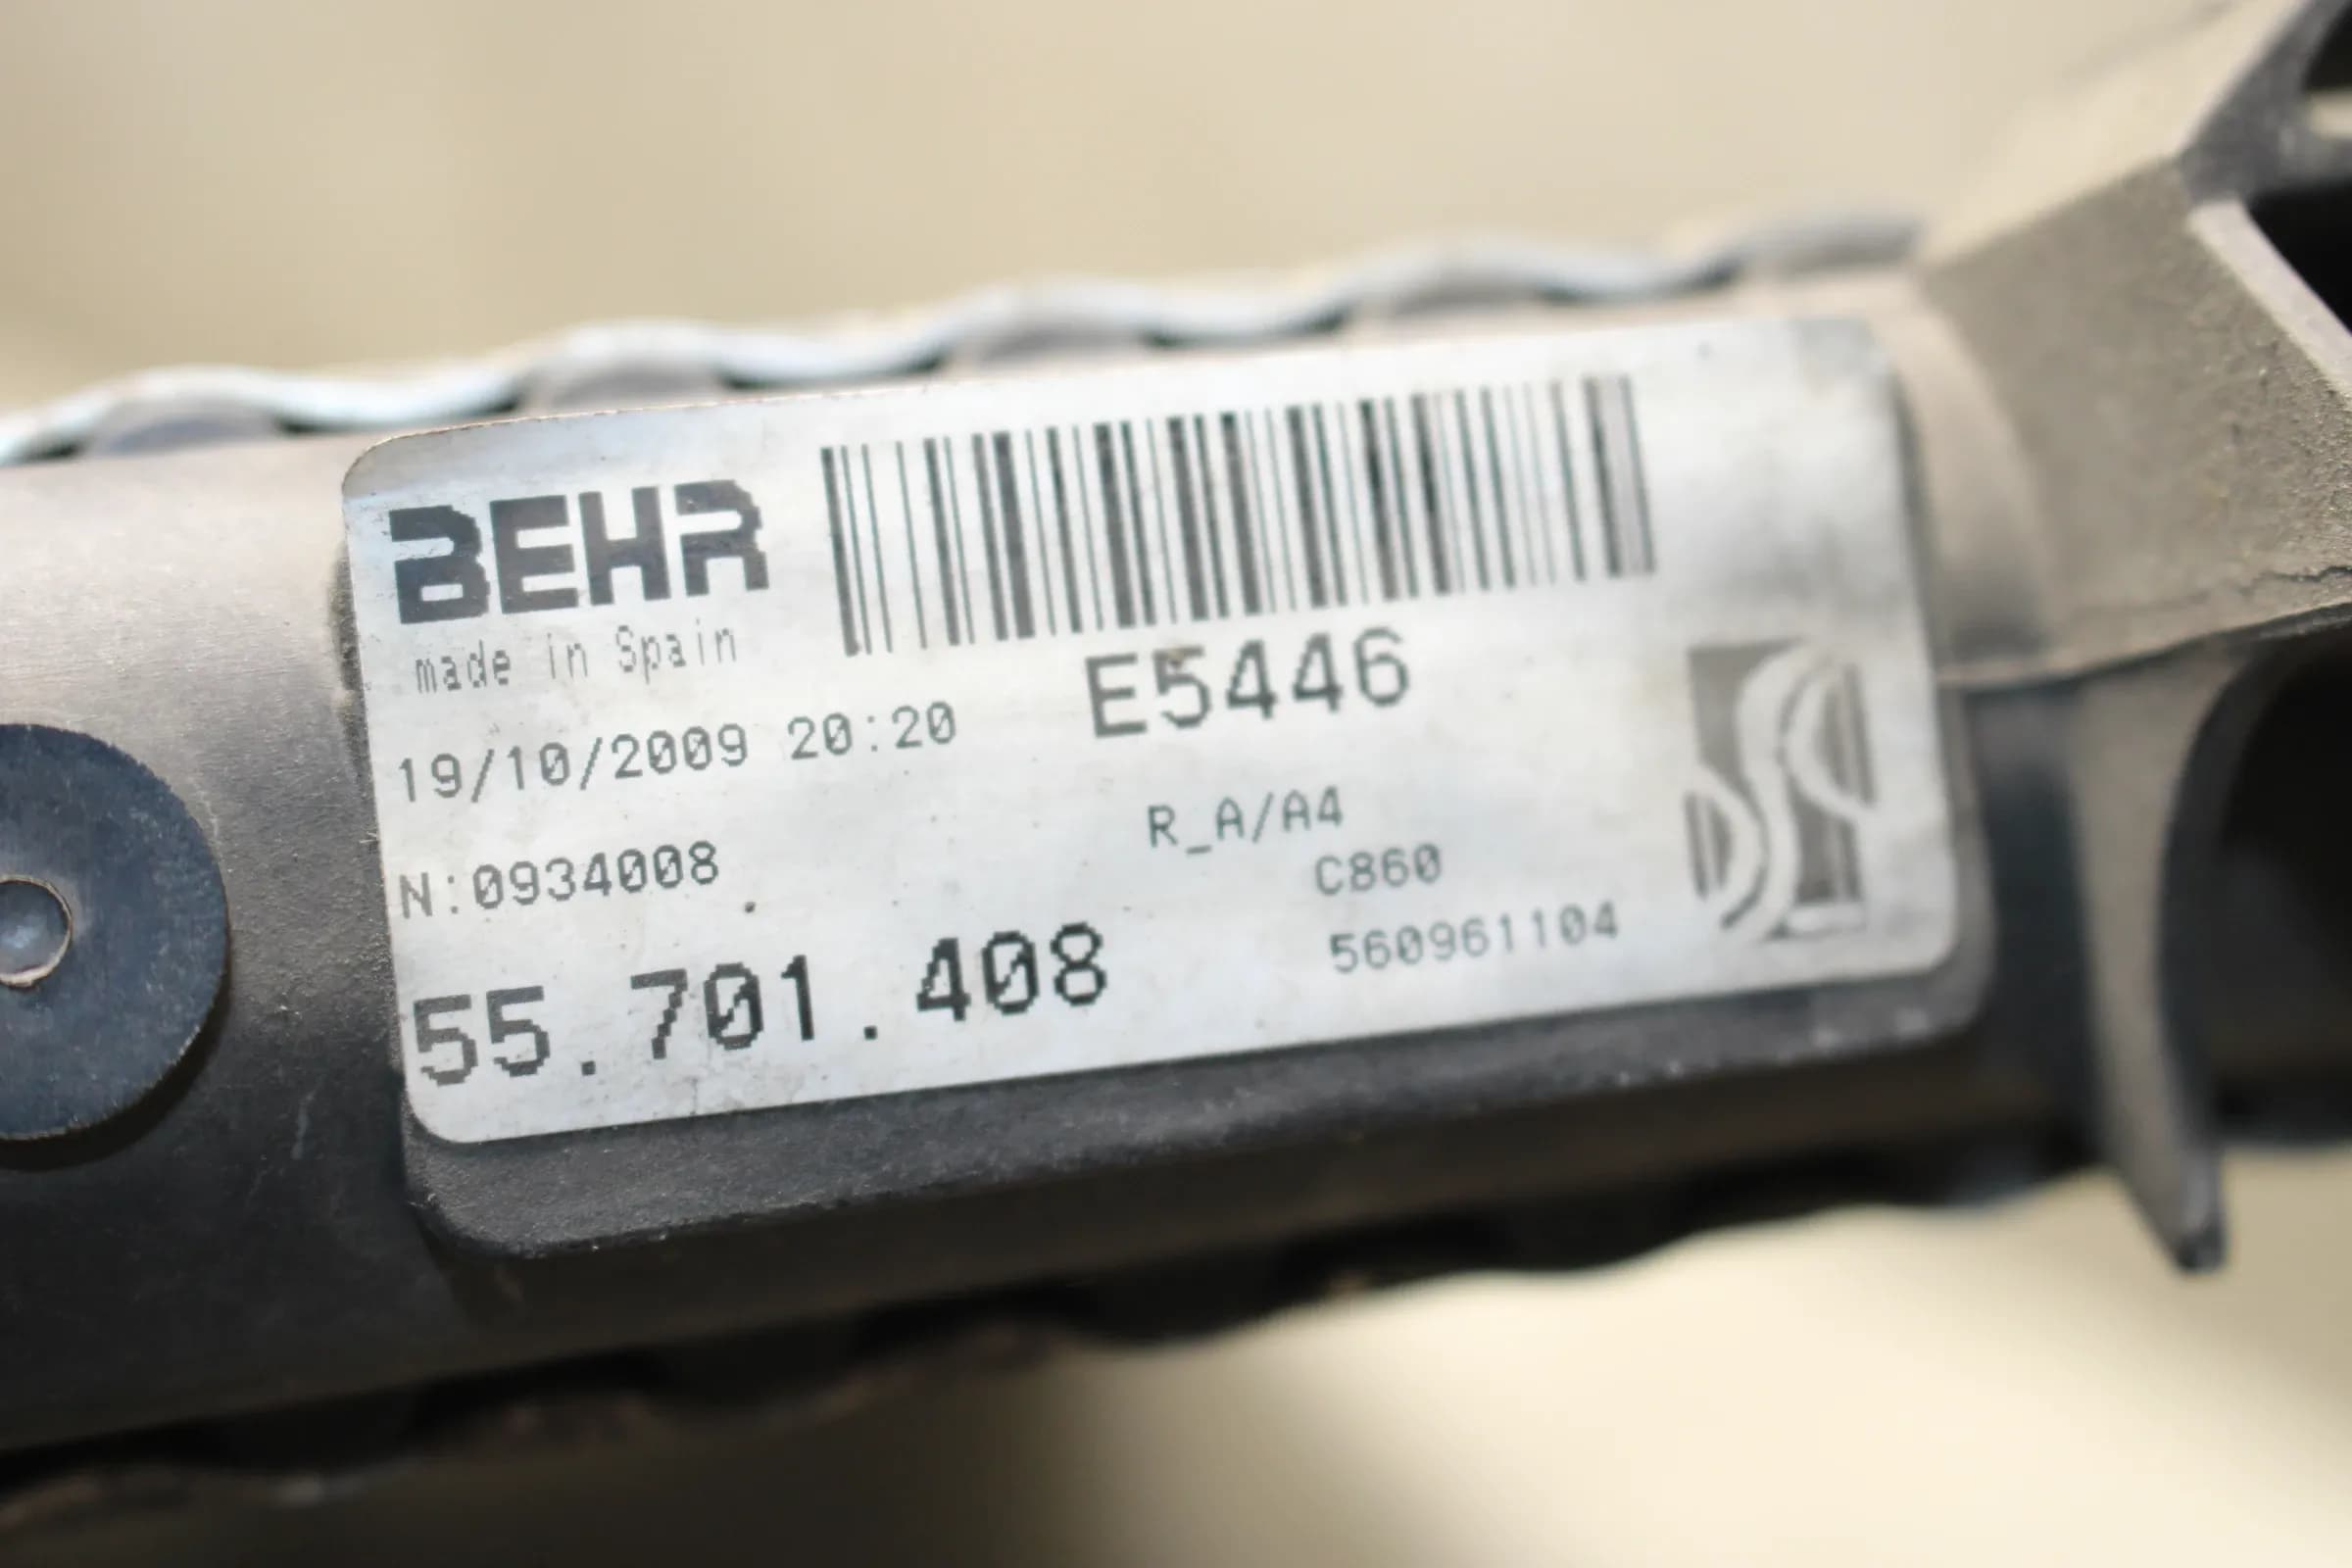 BEHR
made in Spain
E5446
19/10/2009 20:20
R_A/A4
N:0934008
C860
560961104
55.701.408